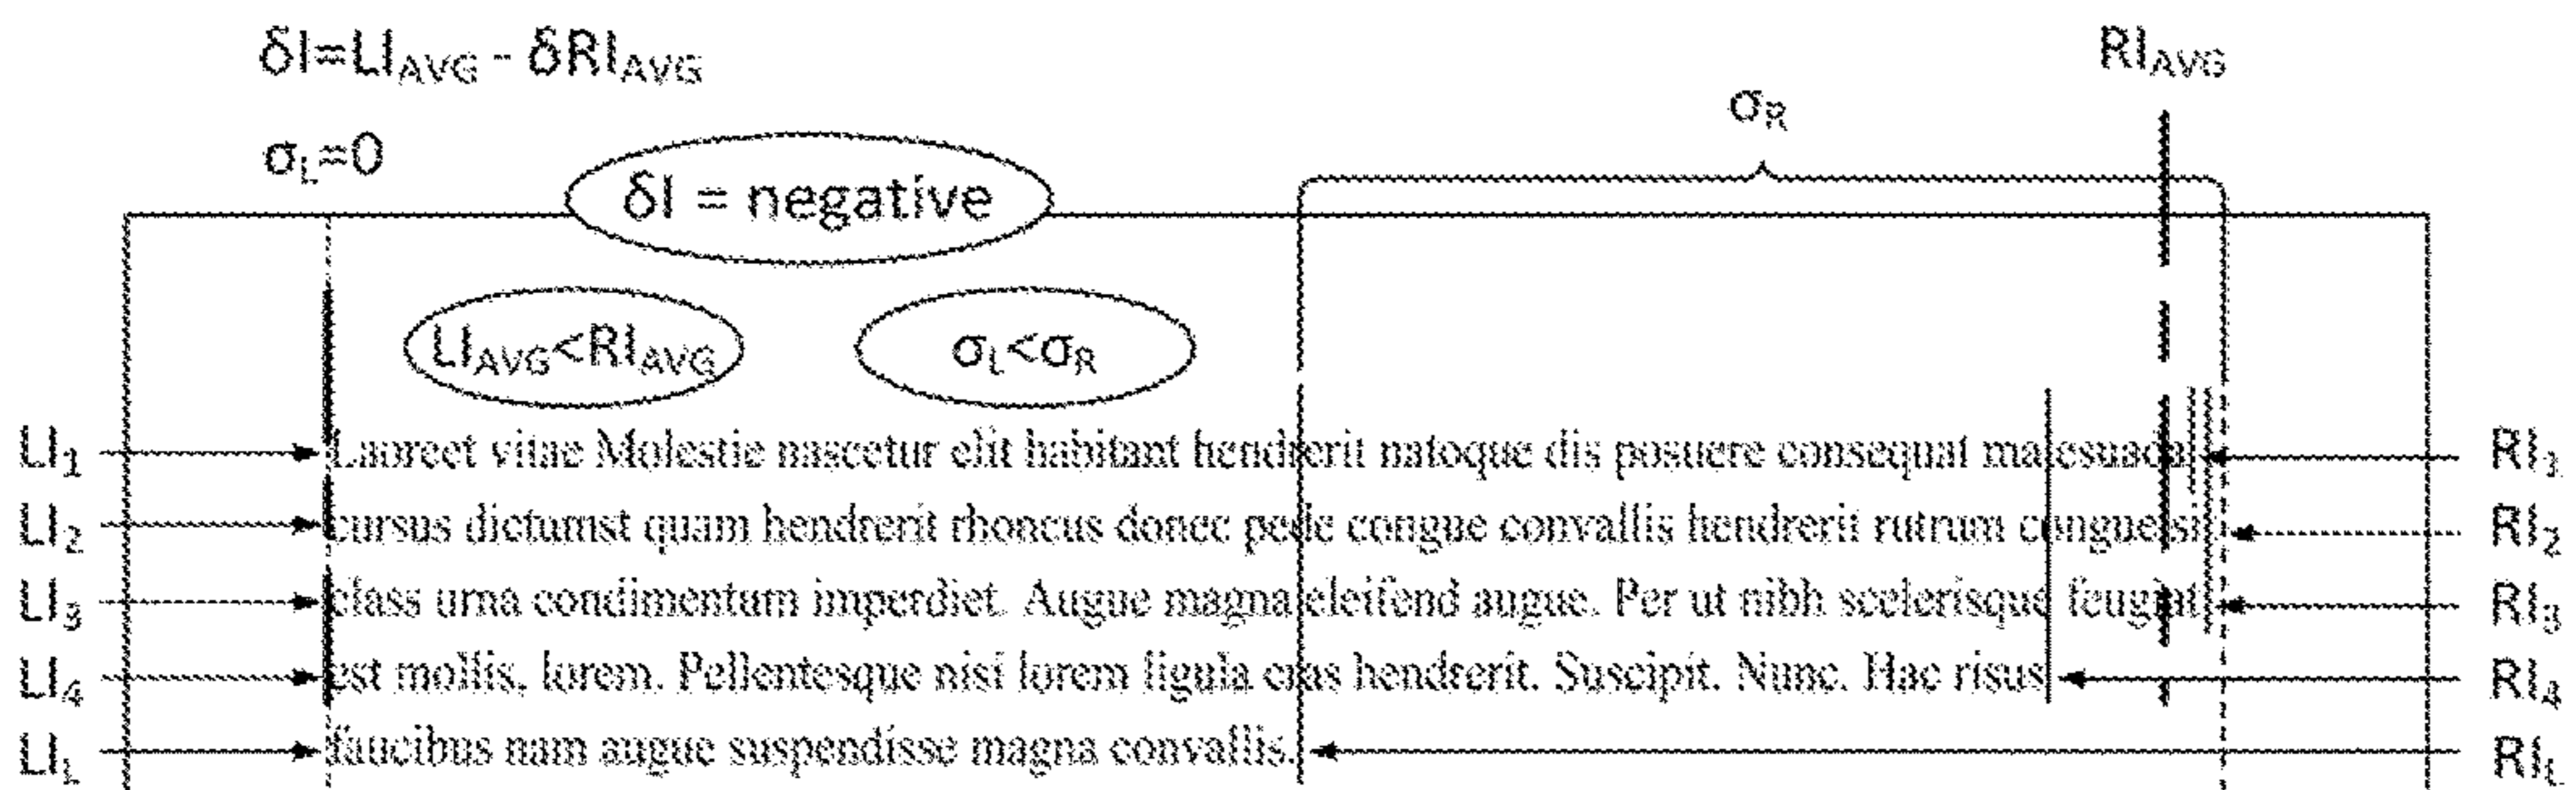 δI=LI_AVG - δRI_AVG
RI_AVG
σ_R
σ_L=0
δI = negative
LI_AVG<RI_AVG σ_L<σ_R
LI_1 Laoreet vitae Molestie nascetur elit habitant hendrerit natoque dis posuere consequat malesuada RI_1
LI_2 cursus dictumst quam hendrerit rhoncus donec pede congue convallis hendrerit rutrum congue si RI_2
LI_3 class urna condimentum imperdiet. Augue magna eleifend augue. Per ut nibh scelerisque feugiat RI_3
LI_4 est mollis, lorem. Pellentesque nisi lorem ligula cras hendrerit. Suscipit. Nunc. Hac risus RI_4
LI_L faucibus nam augue suspendisse magna convallis. RI_L